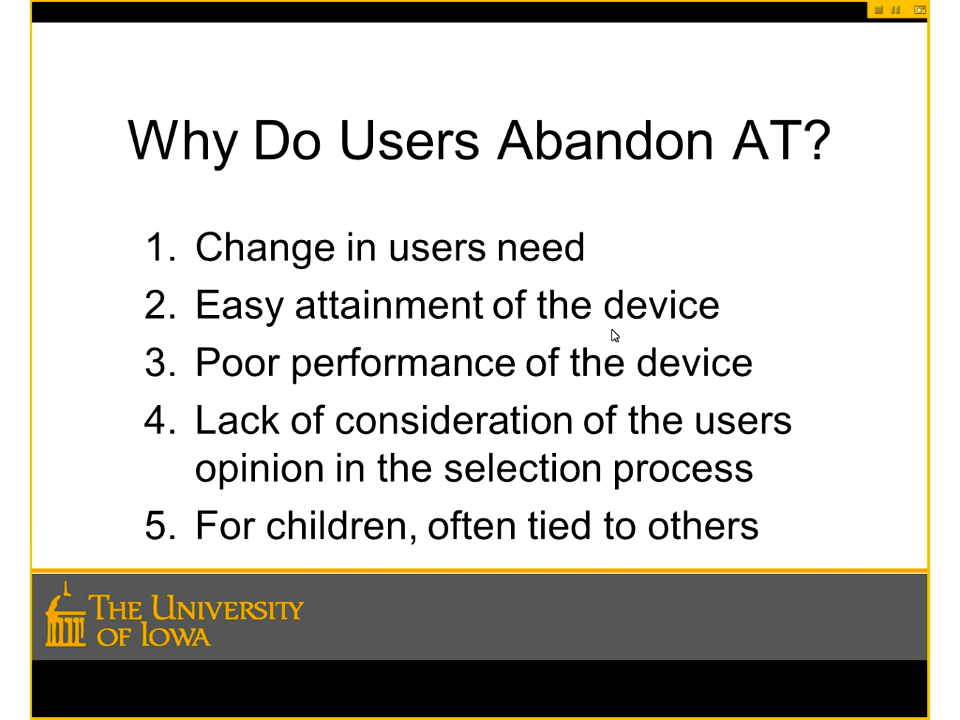 Why Do Users Abandon AT?
1. Change in users need
2. Easy attainment of the device
3. Poor performance of the device
4. Lack of consideration of the users
opinion in the selection process
5. For children, often tied to others
THE UNIVERSITY
OF IOWA